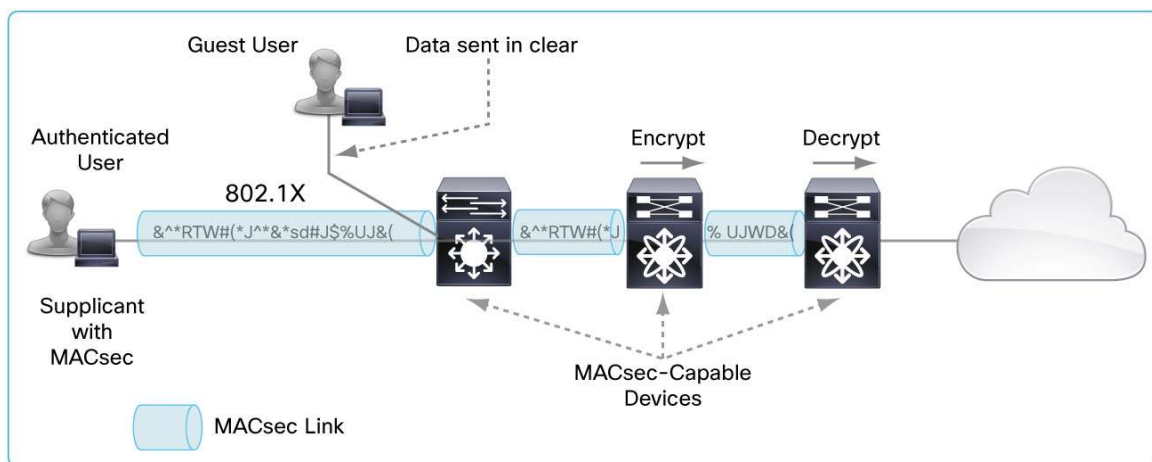 Guest User
Data sent in clear
Authenticated
User
Encrypt
Decrypt
802.1X
&^*RTW#(*J^*&*sd#J$%UJ&(
&^*RTW#(*J
% UJWD&(
Supplicant
with
MACsec
MACsec-Capable
Devices
MACsec Link